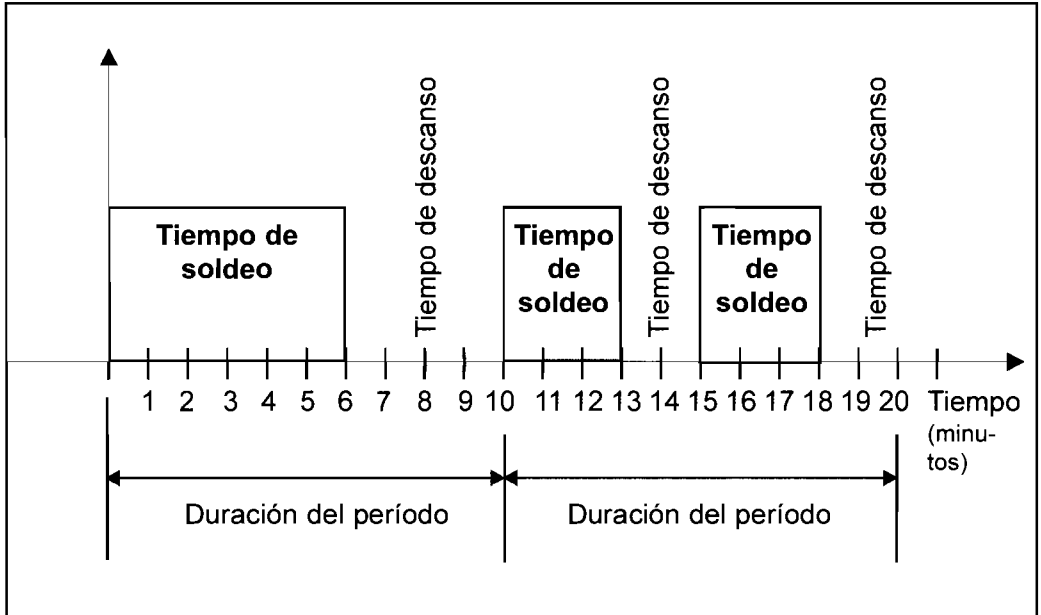 Tiempo de descanso
Tiempo de descanso
Tiempo de descanso
Tiempo de
soldeo
Tiempo
de
soldeo
Tiempo
de
soldeo
1 2 3 4 5 6 7 8 9 10 11 12 13 14 15 16 17 18 19 20 Tiempo
(minu-
tos)
Duración del período
Duración del período